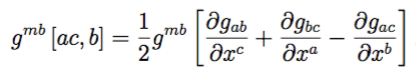 $g^{mb}\,[ac,b] = \frac{1}{2}g^{mb}\left[\frac{\partial g_{ab}}{\partial x^c} + \frac{\partial g_{bc}}{\partial x^a} - \frac{\partial g_{ac}}{\partial x^b}\right]$